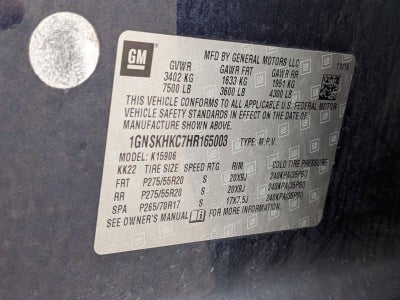 GM
MFD BY GENERAL MOTORS LLC
11/16
GVWR GAWR FRT GAWR RR
3402 KG 1633 KG 1951 KG
7500 LB 3600 LB 4300 LB
THIS VEHICLE CONFORMS TO ALL APPLICABLE U.S. FEDERAL MOTOR
VEHICLE SAFETY STANDARDS IN EFFECT ON THE DATE OF
MANUFACTURE SHOWN ABOVE.
1GNSKHKC7HR165003 TYPE: M.P.V.
MODEL: K15906
KK22 TIRE SIZE SPEED RTG RIM COLD TIRE PRESSURE
FRT P275/55R20 S 20X9J 240KPA(35PSI)
RR P275/55R20 S 20X9J 240KPA(35PSI)
SPA P265/70R17 S 17X7.5J 240KPA(35PSI)
SEE OWNER'S MANUAL FOR MORE INFORMATION.